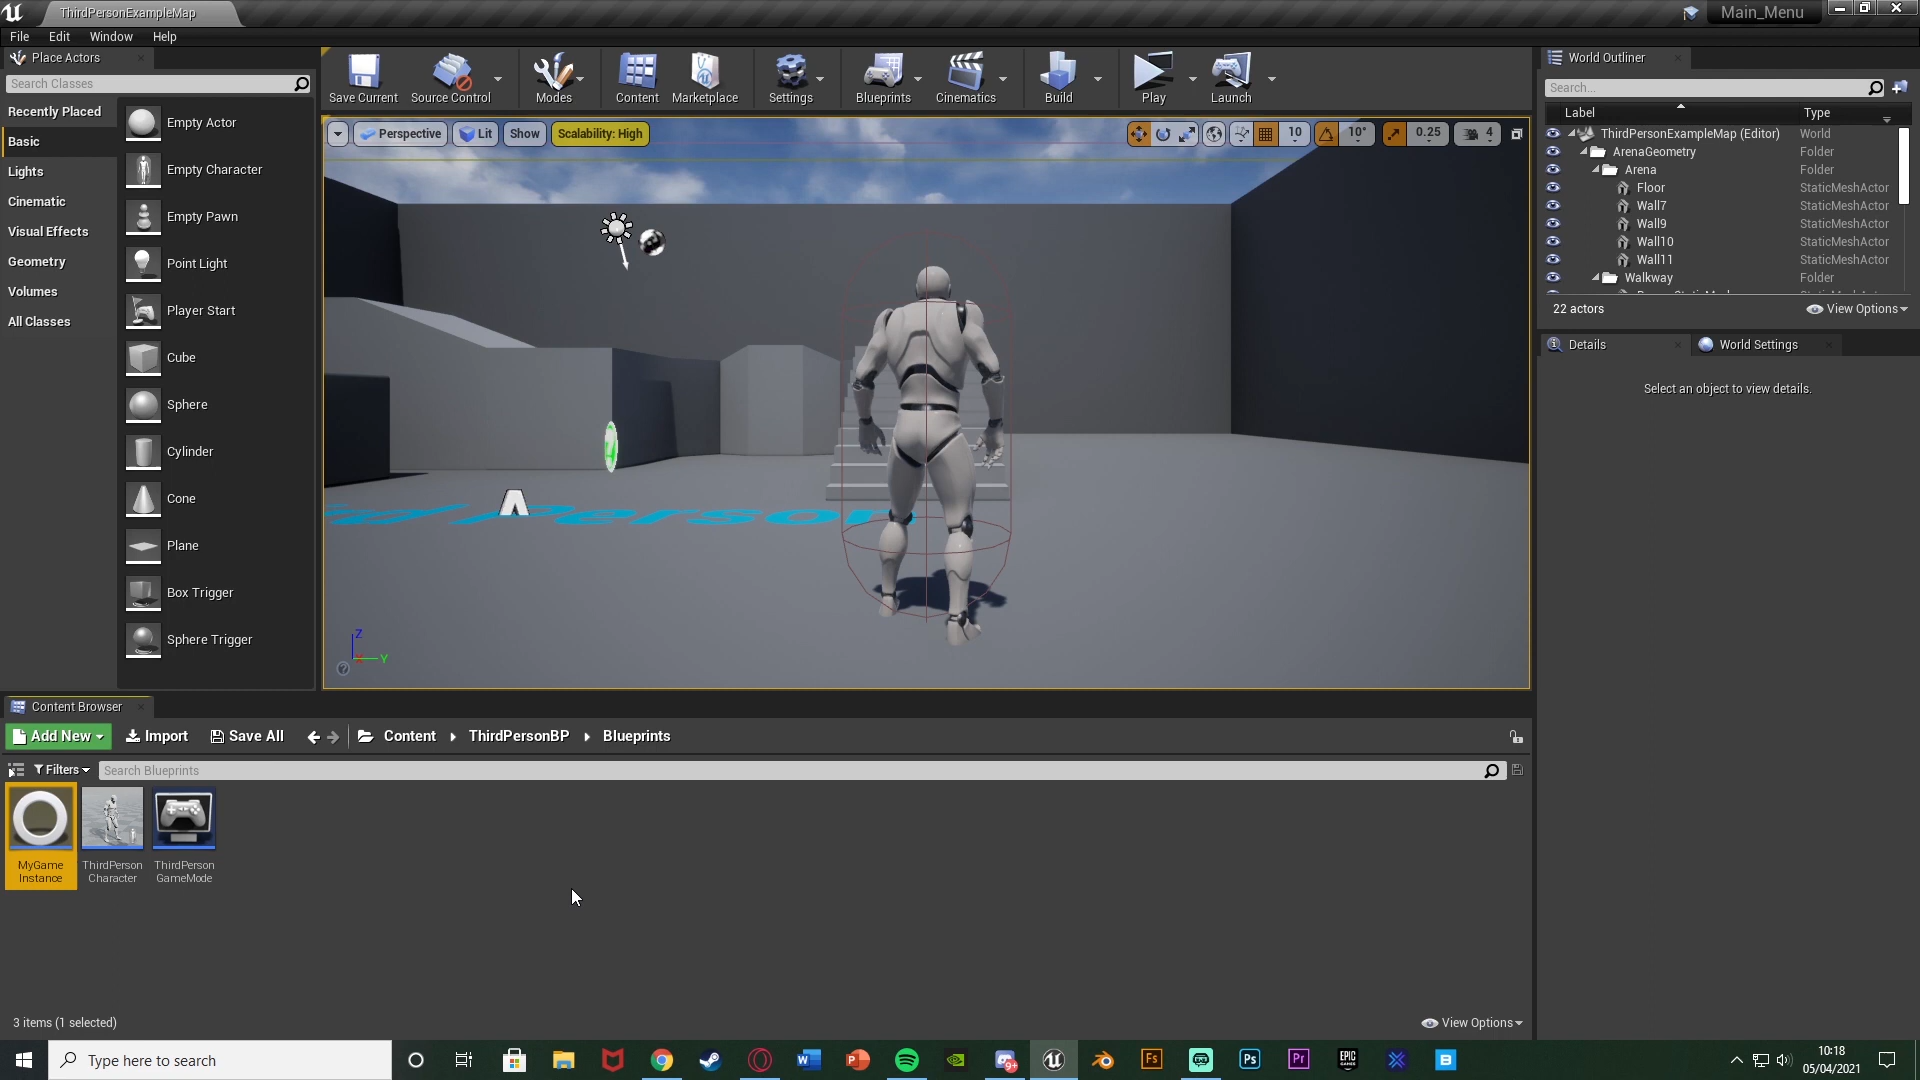 ThirdPersonExampleMap
Main_Menu
File Edit Window Help
Place Actors
Search Classes
Recently Placed
Basic
Lights
Cinematic
Visual Effects
Geometry
Volumes
All Classes
Empty Actor
Empty Character
Empty Pawn
Point Light
Player Start
Cube
Sphere
Cylinder
Cone
Plane
Box Trigger
Sphere Trigger
Save Current Source Control Modes Content Marketplace Settings Blueprints Cinematics Build Play Launch
Perspective Lit Show Scalability: High
10 10° 0.25 4
Person
Z
X Y
World Outliner
Search...
Label Type
ThirdPersonExampleMap (Editor) World
ArenaGeometry Folder
Arena Folder
Floor StaticMeshActor
Wall7 StaticMeshActor
Wall9 StaticMeshActor
Wall10 StaticMeshActor
Wall11 StaticMeshActor
Walkway Folder
22 actors View Options
Details World Settings
Select an object to view details.
Content Browser
Add New Import Save All Content ThirdPersonBP Blueprints
Filters Search Blueprints
MyGame
Instance
ThirdPerson
Character
ThirdPerson
GameMode
3 items (1 selected) View Options
Type here to search
9+
Fs
Ps
Pr
EPIC
GAMES
10:18
05/04/2021